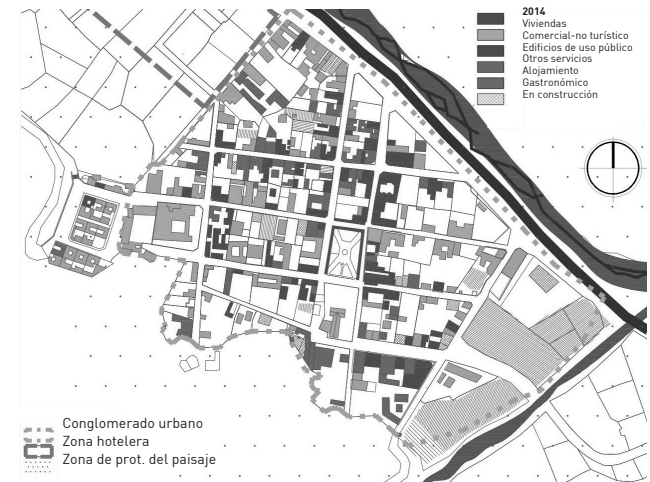 2014
Viviendas
Comercial-no turístico
Edificios de uso público
Otros servicios
Alojamiento
Gastronómico
En construcción
Conglomerado urbano
Zona hotelera
Zona de prot. del paisaje